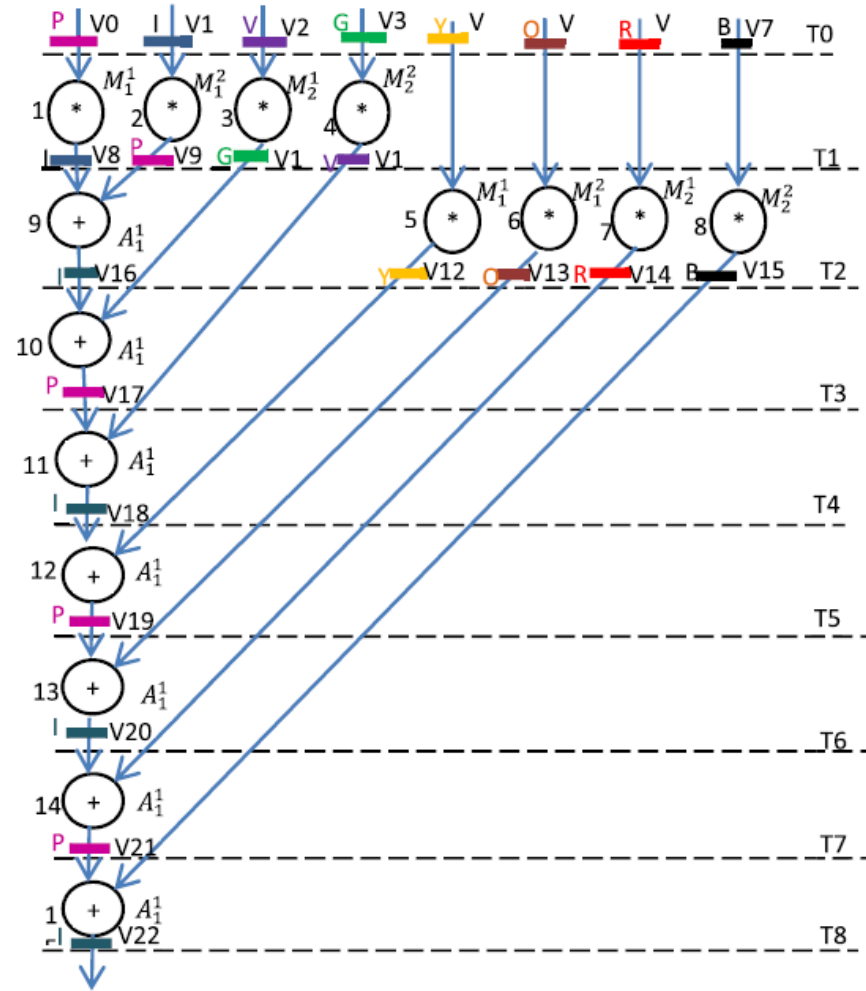 P V0 I V1 V V2 G V3 Y V O V R V B V7 T0
1 * M₁¹ 2 * M₁² 3 * M₂¹ 4 * M₂²
I V8 P V9 G V1 V V1 T1
9 + A₁¹ 5 * M₁¹ 6 * M₁² 7 * M₂¹ 8 * M₂²
I V16 Y V12 O V13 R V14 B V15 T2
10 + A₁¹
P V17 T3
11 + A₁¹
I V18 T4
12 + A₁¹
P V19 T5
13 + A₁¹
I V20 T6
14 + A₁¹
P V21 T7
1 + A₁¹
I V22 T8